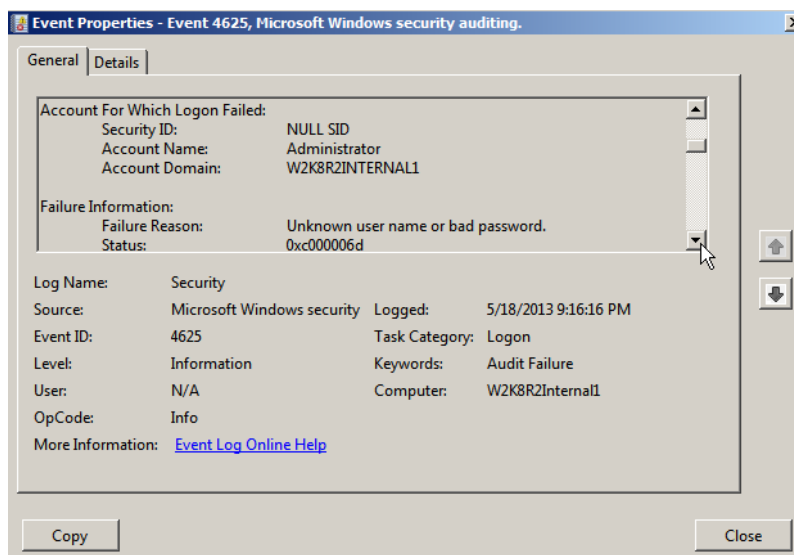 Event Properties - Event 4625, Microsoft Windows security auditing.
General Details
Account For Which Logon Failed:
Security ID: NULL SID
Account Name: Administrator
Account Domain: W2K8R2INTERNAL1
Failure Information:
Failure Reason: Unknown user name or bad password.
Status: 0xc000006d
Log Name: Security
Source: Microsoft Windows security Logged: 5/18/2013 9:16:16 PM
Event ID: 4625 Task Category: Logon
Level: Information Keywords: Audit Failure
User: N/A Computer: W2K8R2Internal1
OpCode: Info
More Information: Event Log Online Help
Copy Close